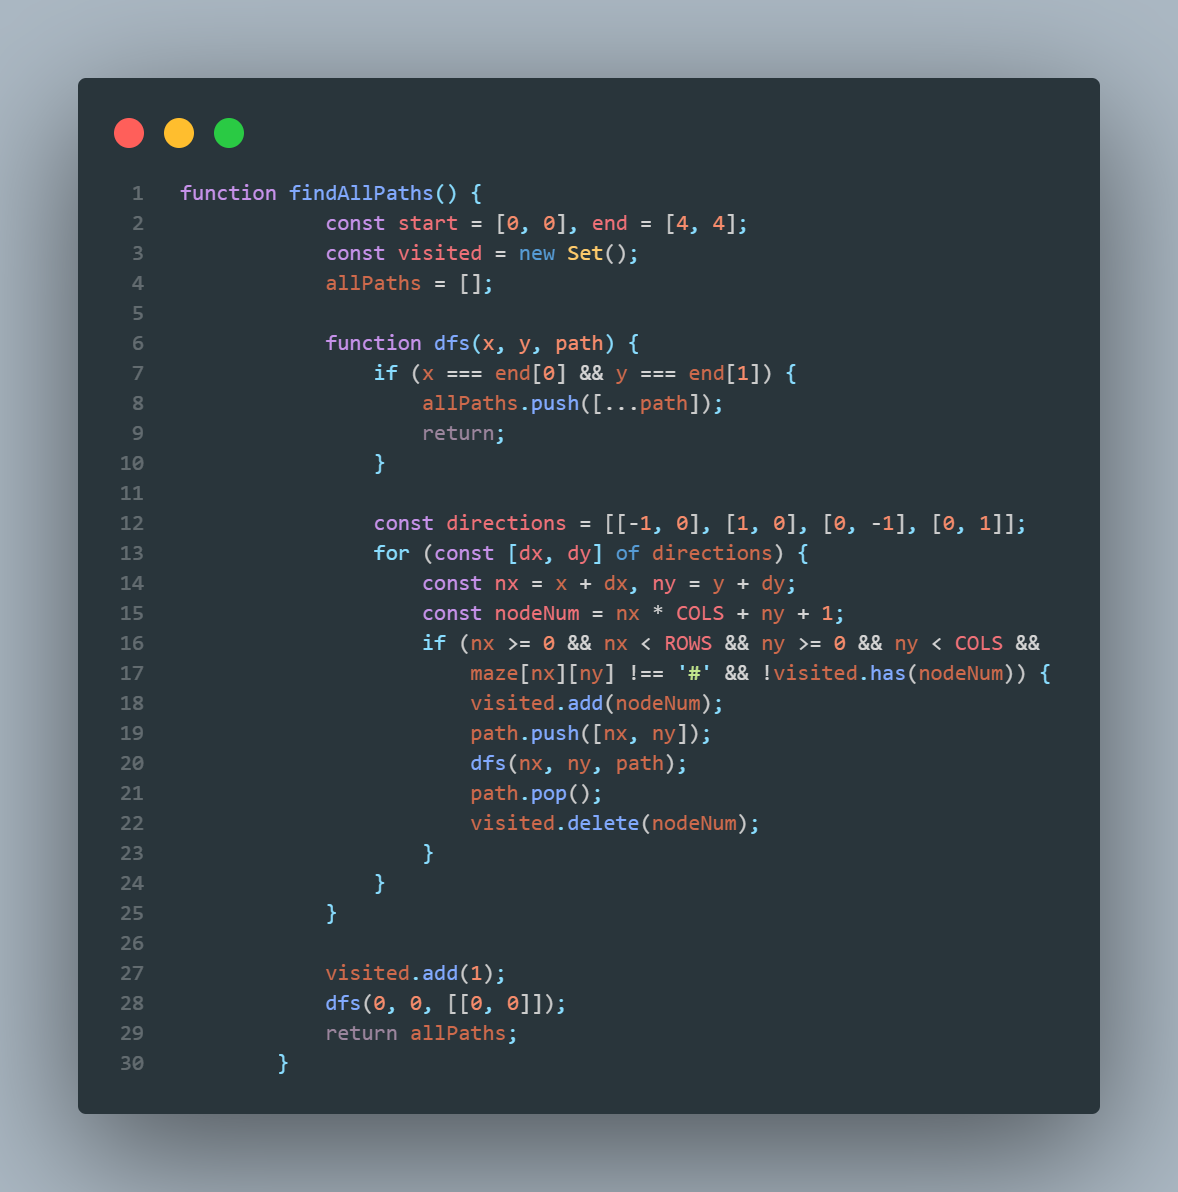 1 function findAllPaths() {
2 const start = [0, 0], end = [4, 4];
3 const visited = new Set();
4 allPaths = [];
5
6 function dfs(x, y, path) {
7 if (x === end[0] && y === end[1]) {
8 allPaths.push([...path]);
9 return;
10 }
11
12 const directions = [[-1, 0], [1, 0], [0, -1], [0, 1]];
13 for (const [dx, dy] of directions) {
14 const nx = x + dx, ny = y + dy;
15 const nodeNum = nx * COLS + ny + 1;
16 if (nx >= 0 && nx < ROWS && ny >= 0 && ny < COLS &&
17 maze[nx][ny] !== '#' && !visited.has(nodeNum)) {
18 visited.add(nodeNum);
19 path.push([nx, ny]);
20 dfs(nx, ny, path);
21 path.pop();
22 visited.delete(nodeNum);
23 }
24 }
25 }
26
27 visited.add(1);
28 dfs(0, 0, [[0, 0]]);
29 return allPaths;
30 }